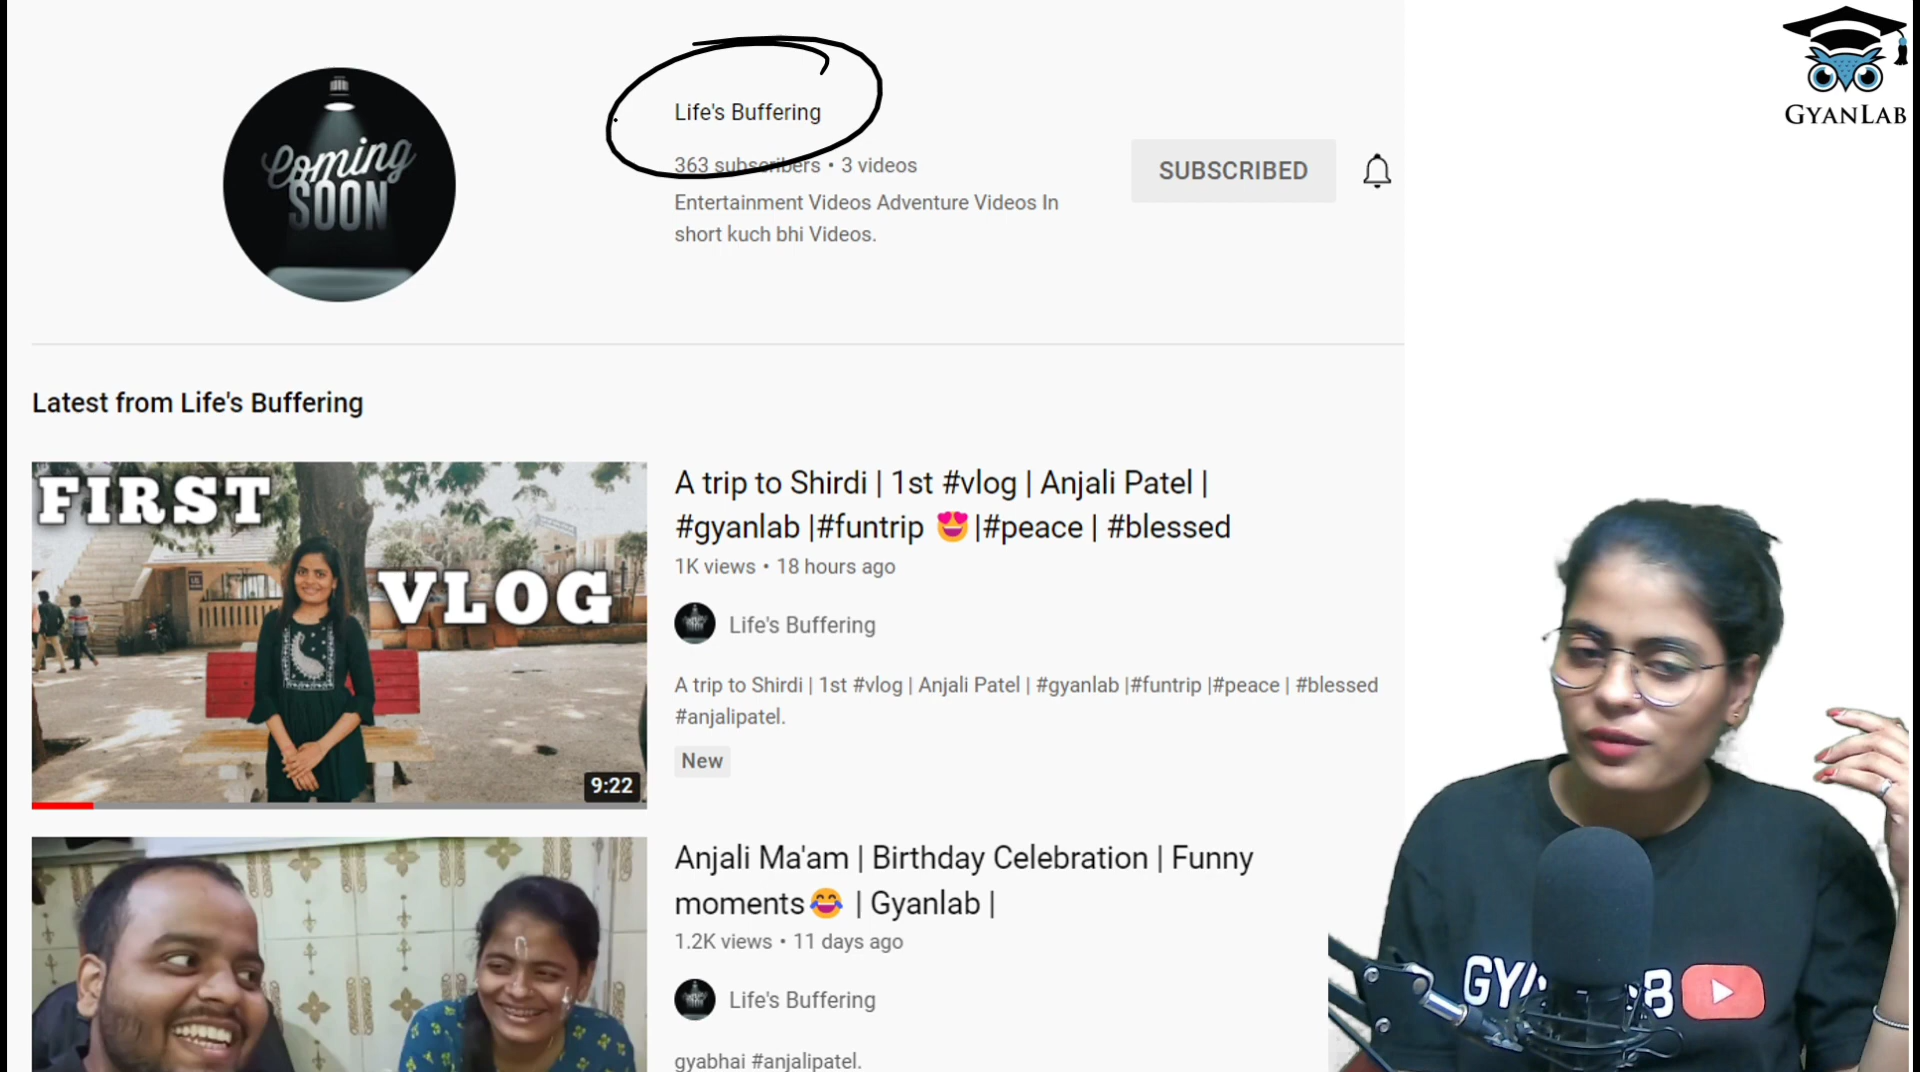 GYANLAB
Coming
SOON
Life's Buffering
363 subscribers • 3 videos
Entertainment Videos Adventure Videos In
short kuch bhi Videos.
SUBSCRIBED
Latest from Life's Buffering
FIRST
VLOG
9:22
A trip to Shirdi | 1st #vlog | Anjali Patel |
#gyanlab |#funtrip 😍 |#peace | #blessed
1K views • 18 hours ago
Life's Buffering
A trip to Shirdi | 1st #vlog | Anjali Patel | #gyanlab |#funtrip |#peace | #blessed
#anjalipatel.
New
Anjali Ma'am | Birthday Celebration | Funny
moments😂 | Gyanlab |
1.2K views • 11 days ago
Life's Buffering
gyabhai #anjalipatel.